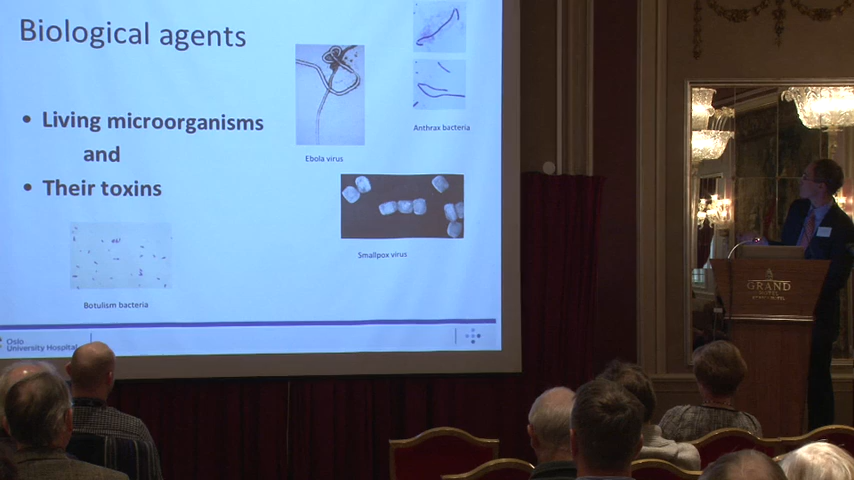 Biological agents
• Living microorganisms
and
• Their toxins
Ebola virus
Anthrax bacteria
Smallpox virus
Botulism bacteria
Oslo
University Hospital
GRAND
HOTEL